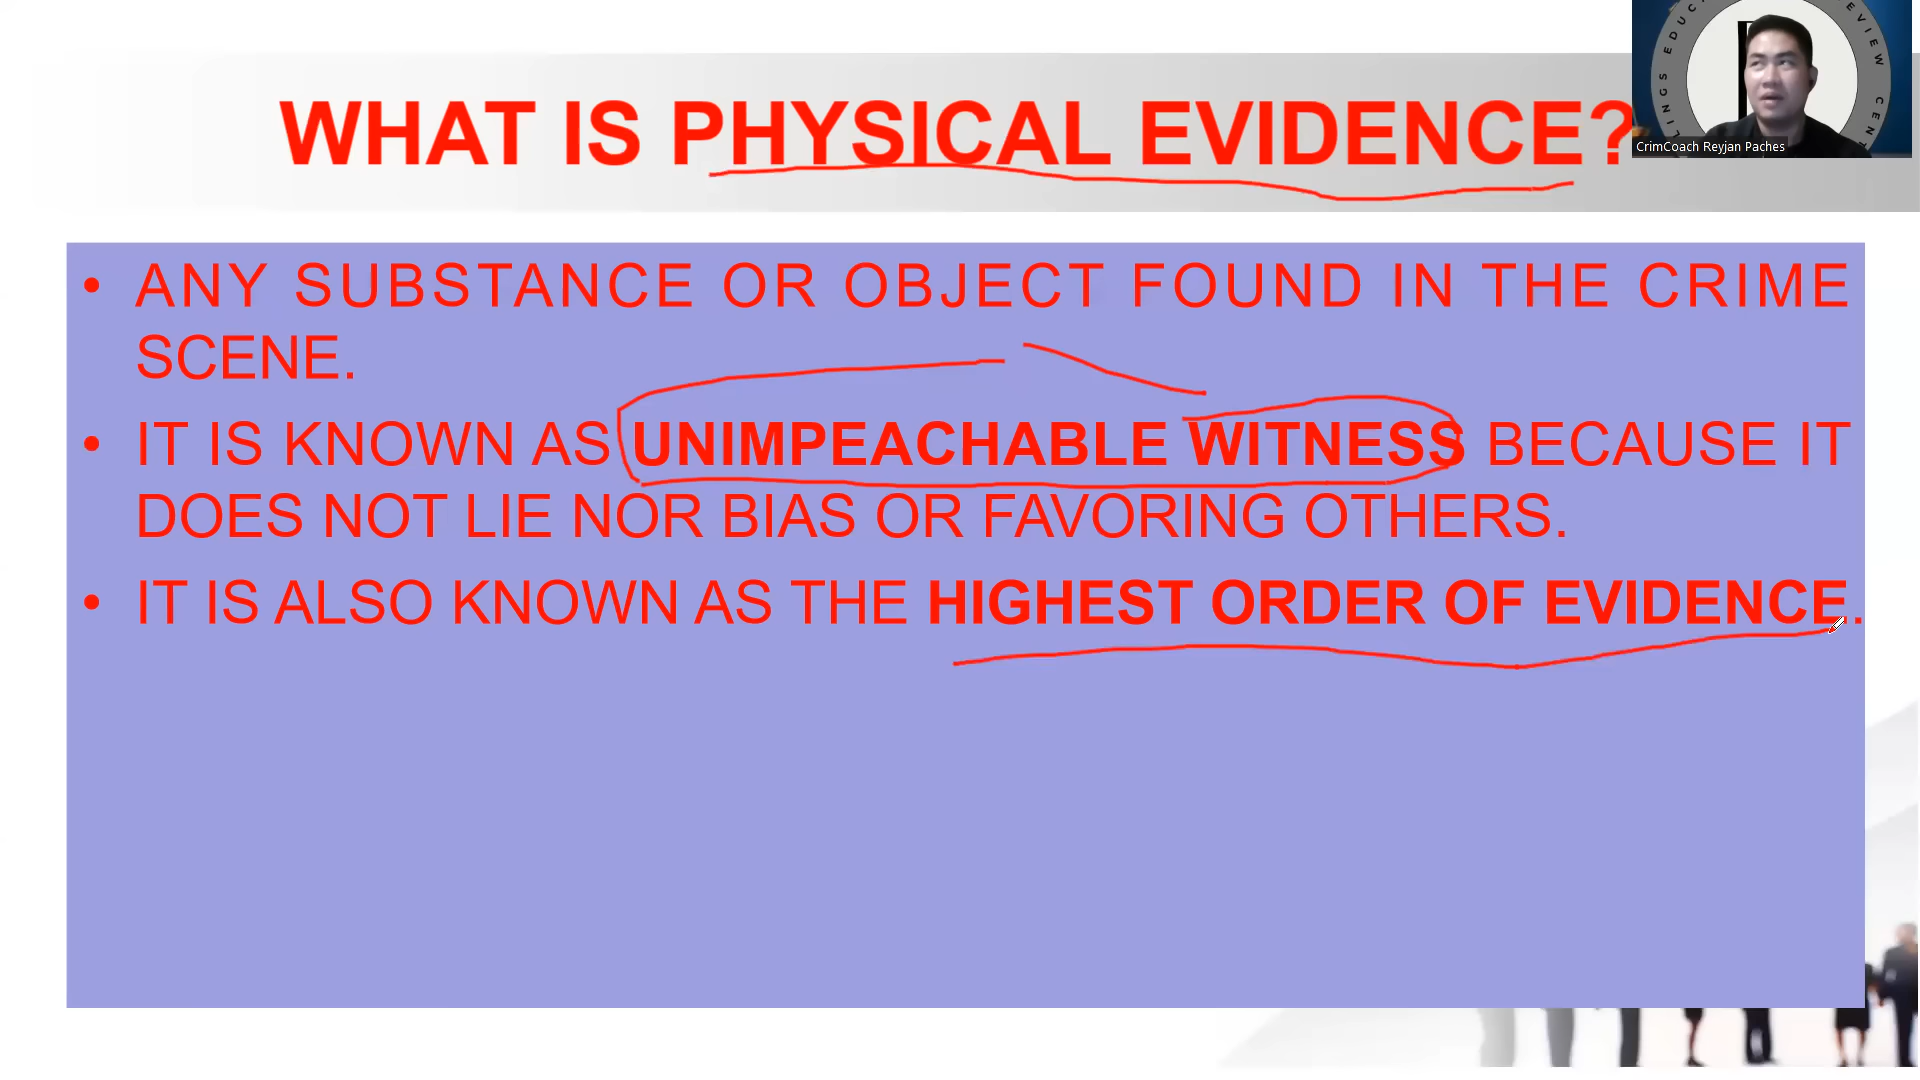 WHAT IS PHYSICAL EVIDENCE?
CrimCoach Reyjan Paches
• ANY SUBSTANCE OR OBJECT FOUND IN THE CRIME
SCENE.
• IT IS KNOWN AS UNIMPEACHABLE WITNESS BECAUSE IT
DOES NOT LIE NOR BIAS OR FAVORING OTHERS.
• IT IS ALSO KNOWN AS THE HIGHEST ORDER OF EVIDENCE.